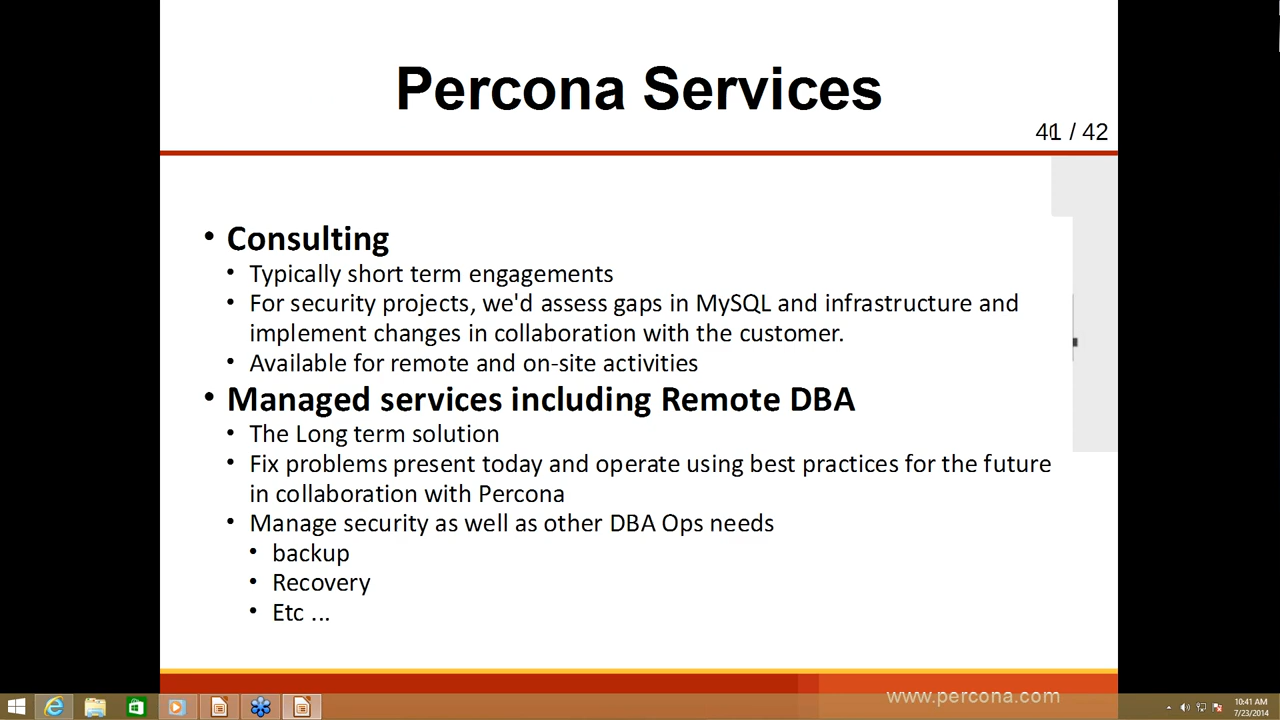 Percona Services
41 / 42
• Consulting
• Typically short term engagements
• For security projects, we'd assess gaps in MySQL and infrastructure and
implement changes in collaboration with the customer.
• Available for remote and on-site activities
• Managed services including Remote DBA
• The Long term solution
• Fix problems present today and operate using best practices for the future
in collaboration with Percona
• Manage security as well as other DBA Ops needs
• backup
• Recovery
• Etc ...
www.percona.com
10:41 AM
7/23/2014